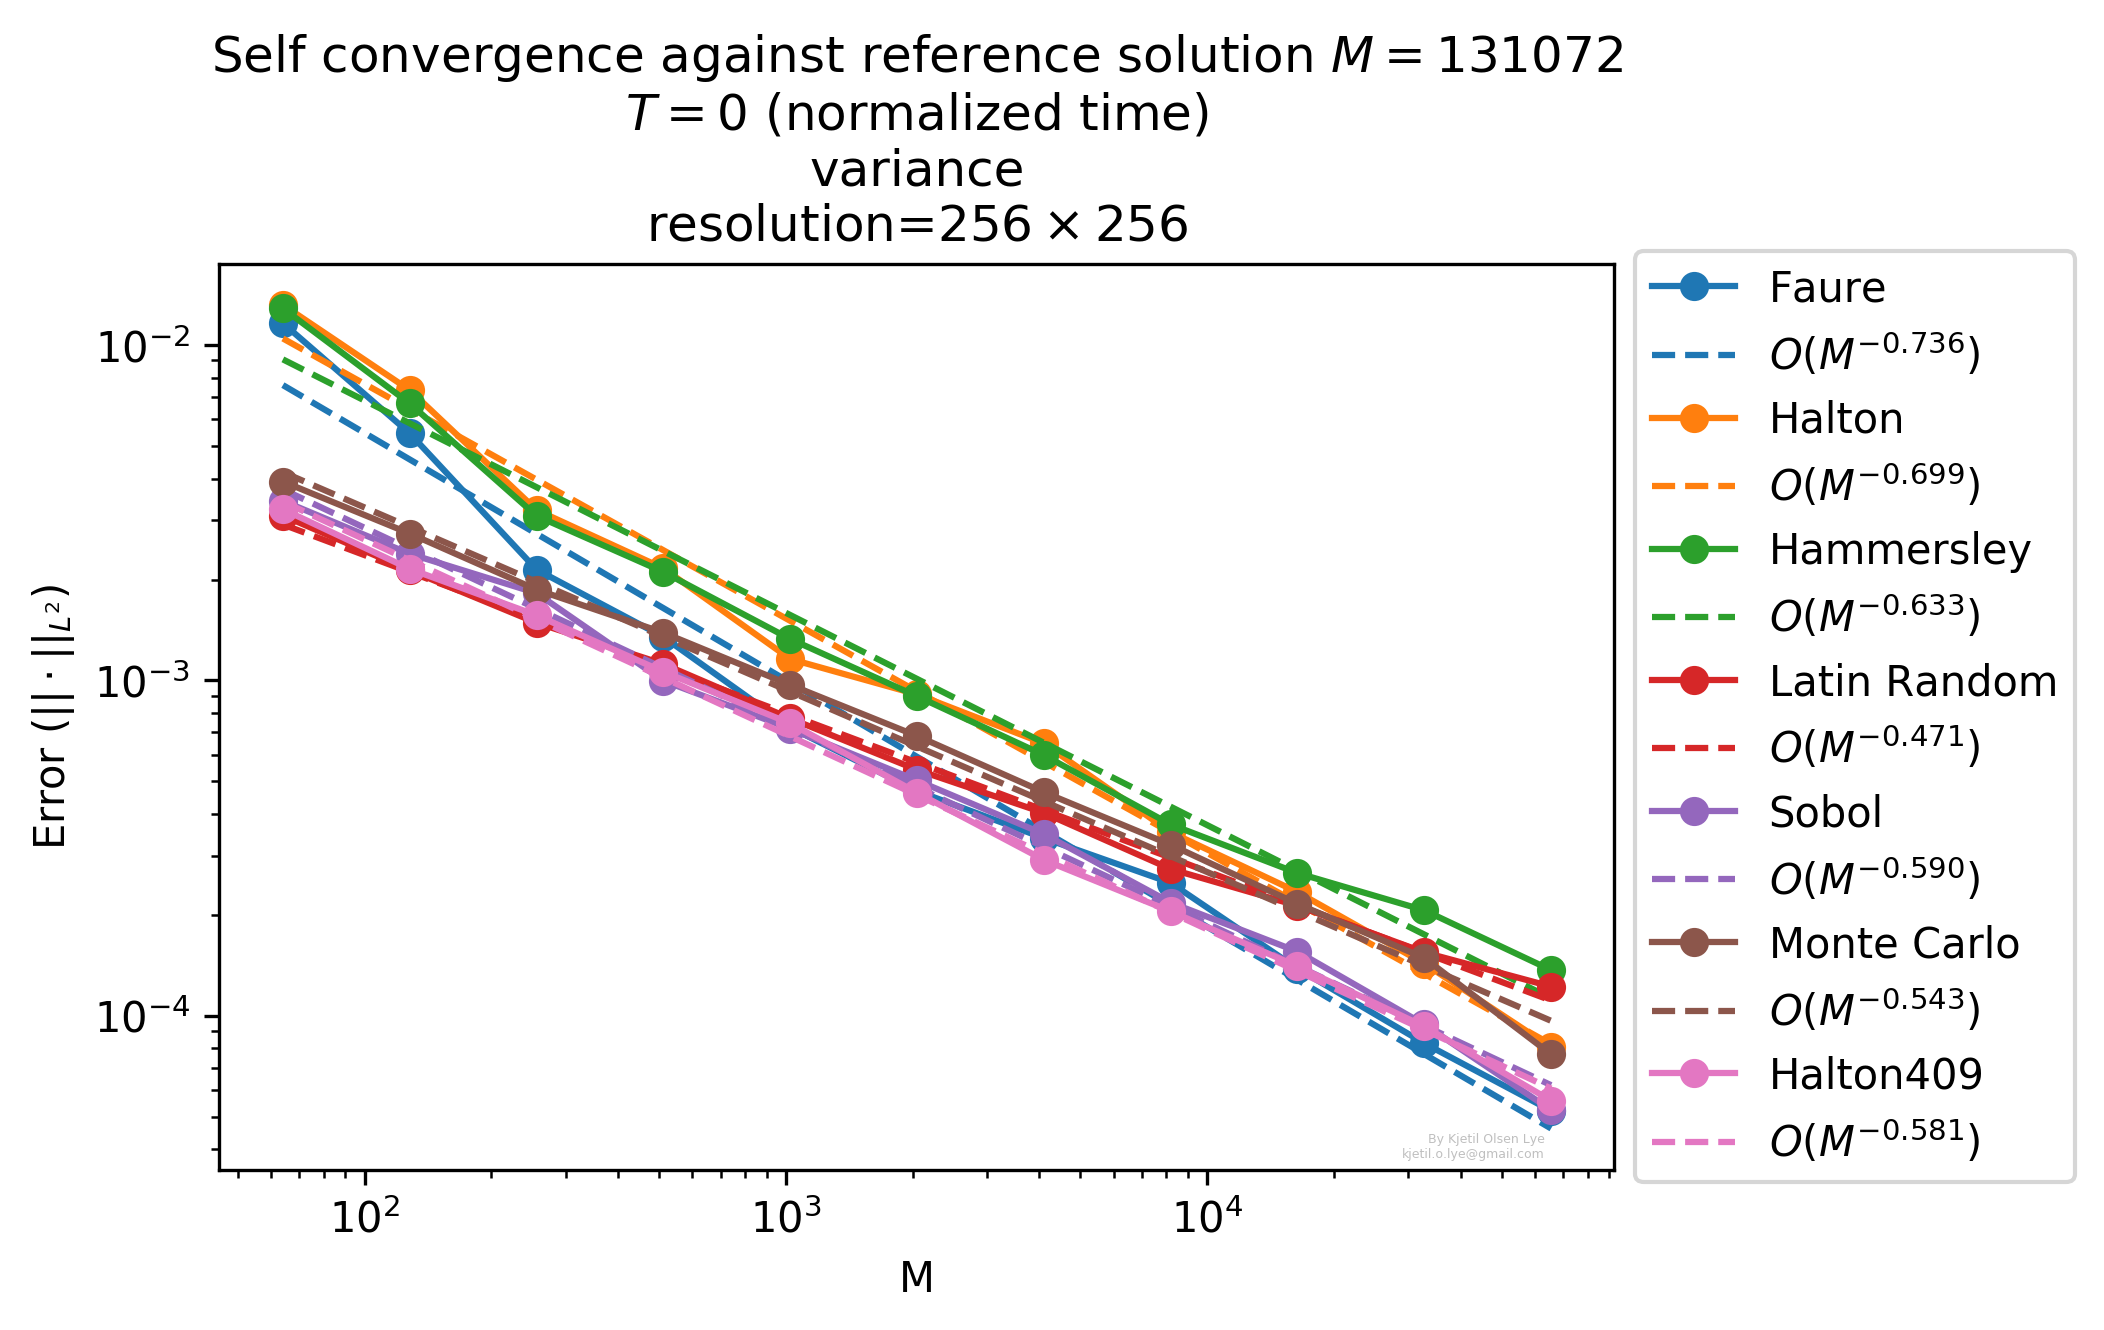 Self convergence against reference solution M = 131072
T = 0 (normalized time)
variance
resolution=256 × 256
Error (||·||_{L^2})
10^{-2}
10^{-3}
10^{-4}
10^2
10^3
10^4
M
Faure
O(M^{-0.736})
Halton
O(M^{-0.699})
Hammersley
O(M^{-0.633})
Latin Random
O(M^{-0.471})
Sobol
O(M^{-0.590})
Monte Carlo
O(M^{-0.543})
Halton409
O(M^{-0.581})
By Kjetil Olsen Lye
kjetil.o.lye@gmail.com